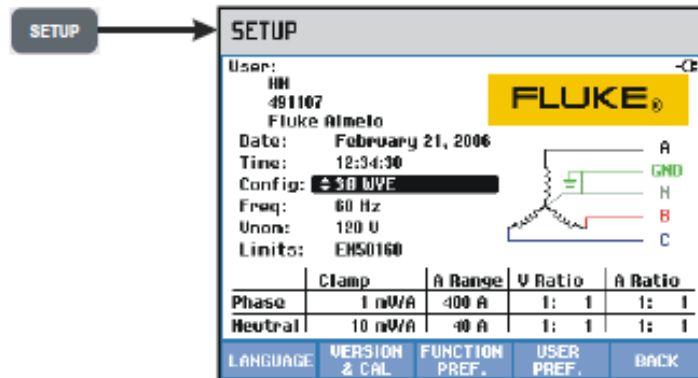 SETUP
SETUP
User:
HH
491107
Fluke Almelo
FLUKE®
Date: February 21, 2006
Time: 12:34:30
Config: 3Ø WYE
Freq: 60 Hz
Vnom: 120 V
Limits: EN50160
A
GND
N
B
C
Clamp A Range V Ratio A Ratio
Phase 1 mV/A 400 A 1: 1 1: 1
Neutral 10 mV/A 40 A 1: 1 1: 1
LANGUAGE VERSION & CAL FUNCTION PREF. USER PREF. BACK